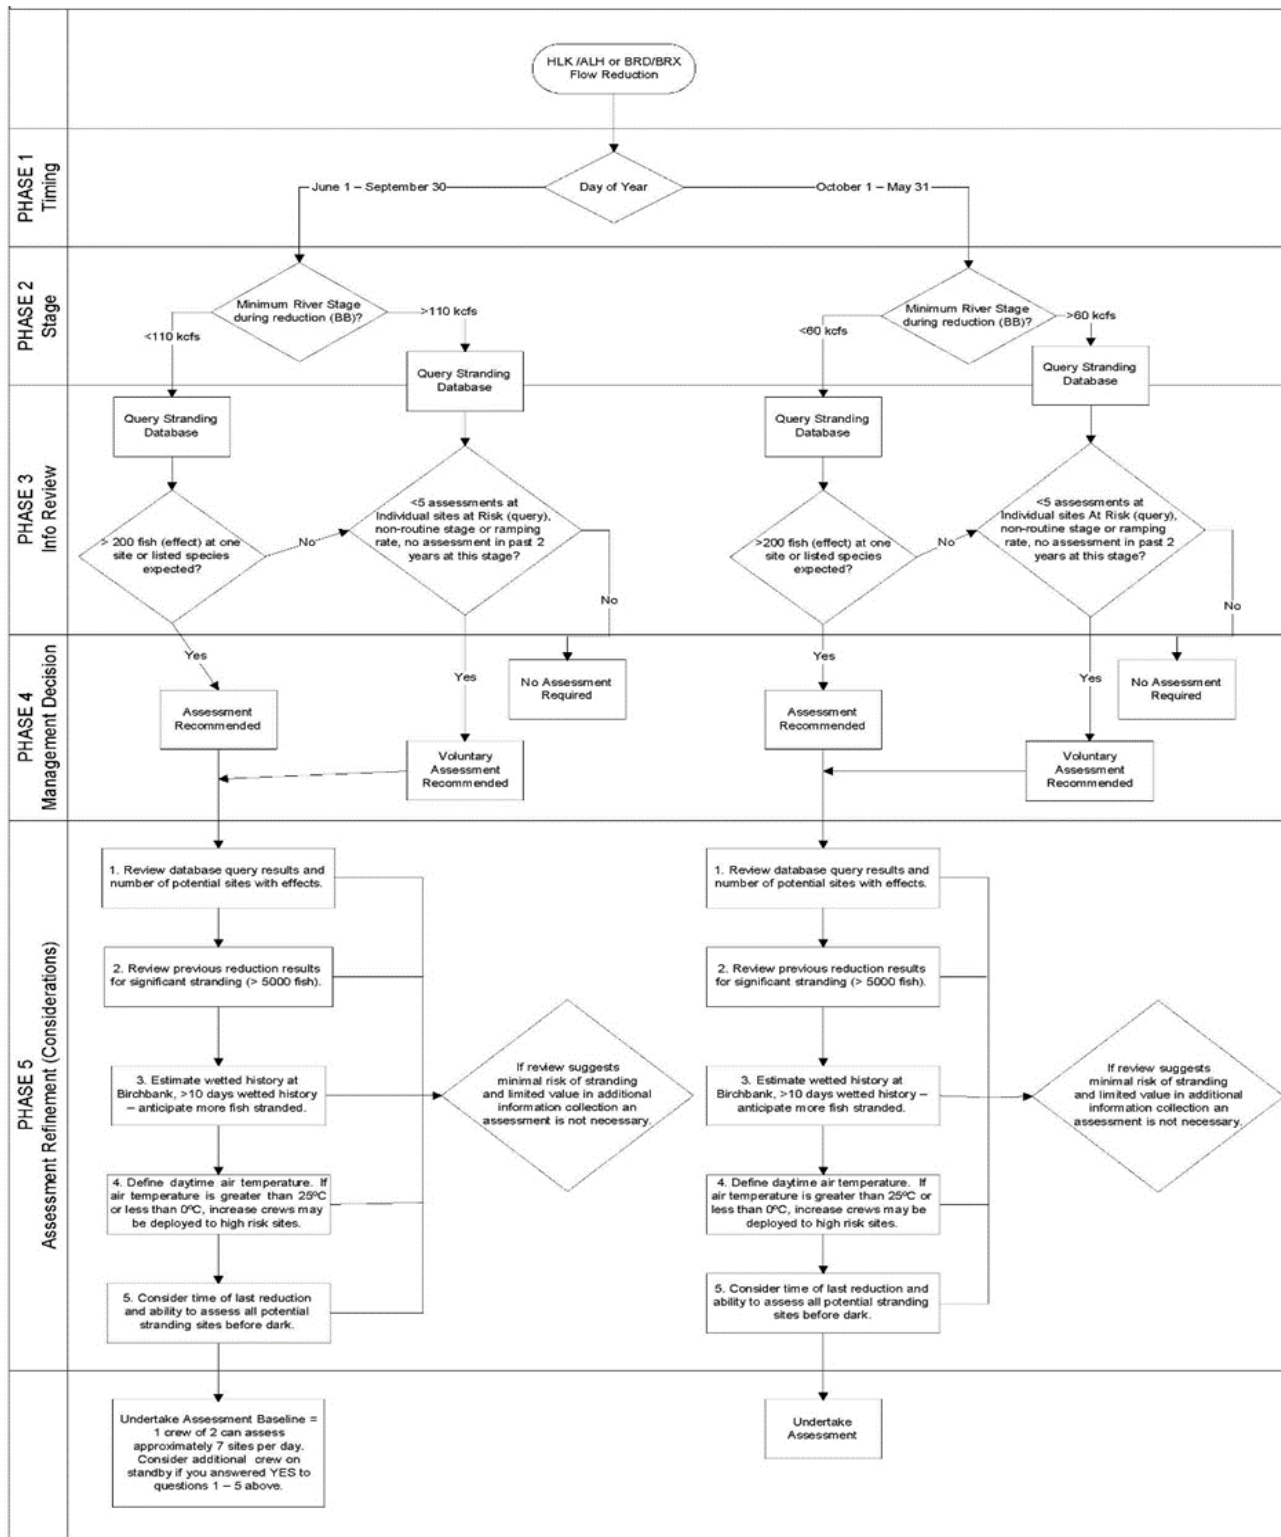 HLK /ALH or BRD/BRX
Flow Reduction
PHASE 1
Timing
June 1 – September 30
Day of Year
October 1 – May 31
PHASE 2
Stage
Minimum River Stage
during reduction (BB)?
<110 kcfs
>110 kcfs
Query Stranding
Database
Minimum River Stage
during reduction (BB)?
<60 kcfs
>60 kcfs
Query Stranding
Database
PHASE 3
Info Review
Query Stranding
Database
> 200 fish (effect) at one
site or listed species
expected?
No
<5 assessments at
Individual sites at Risk (query),
non-routine stage or ramping
rate, no assessment in past 2
years at this stage?
No
Query Stranding
Database
>200 fish (effect) at one
site or listed species
expected?
No
<5 assessments at
Individual sites At Risk (query),
non-routine stage or ramping
rate, no assessment in past 2
years at this stage?
No
PHASE 4
Management Decision
Yes
Assessment
Recommended
Yes
Voluntary
Assessment
Recommended
No Assessment
Required
Yes
Assessment
Recommended
Yes
Voluntary
Assessment
Recommended
No Assessment
Required
PHASE 5
Assessment Refinement (Considerations)
1. Review database query results and
number of potential sites with effects.
2. Review previous reduction results
for significant stranding (> 5000 fish).
3. Estimate wetted history at
Birchbank, >10 days wetted history
– anticipate more fish stranded.
4. Define daytime air temperature. If
air temperature is greater than 25ºC
or less than 0ºC, increase crews may
be deployed to high risk sites.
5. Consider time of last reduction
and ability to assess all potential
stranding sites before dark.
If review suggests
minimal risk of stranding
and limited value in additional
information collection an
assessment is not necessary.
1. Review database query results and
number of potential sites with effects.
2. Review previous reduction results
for significant stranding (> 5000 fish).
3. Estimate wetted history at
Birchbank, >10 days wetted history
– anticipate more fish stranded.
4. Define daytime air temperature. If
air temperature is greater than 25ºC
or less than 0ºC, increase crews may
be deployed to high risk sites.
5. Consider time of last reduction and
ability to assess all potential stranding
sites before dark.
If review suggests
minimal risk of stranding
and limited value in additional
information collection an
assessment is not necessary.
Undertake Assessment Baseline =
1 crew of 2 can assess
approximately 7 sites per day.
Consider additional crew on
standby if you answered YES to
questions 1 – 5 above.
Undertake
Assessment